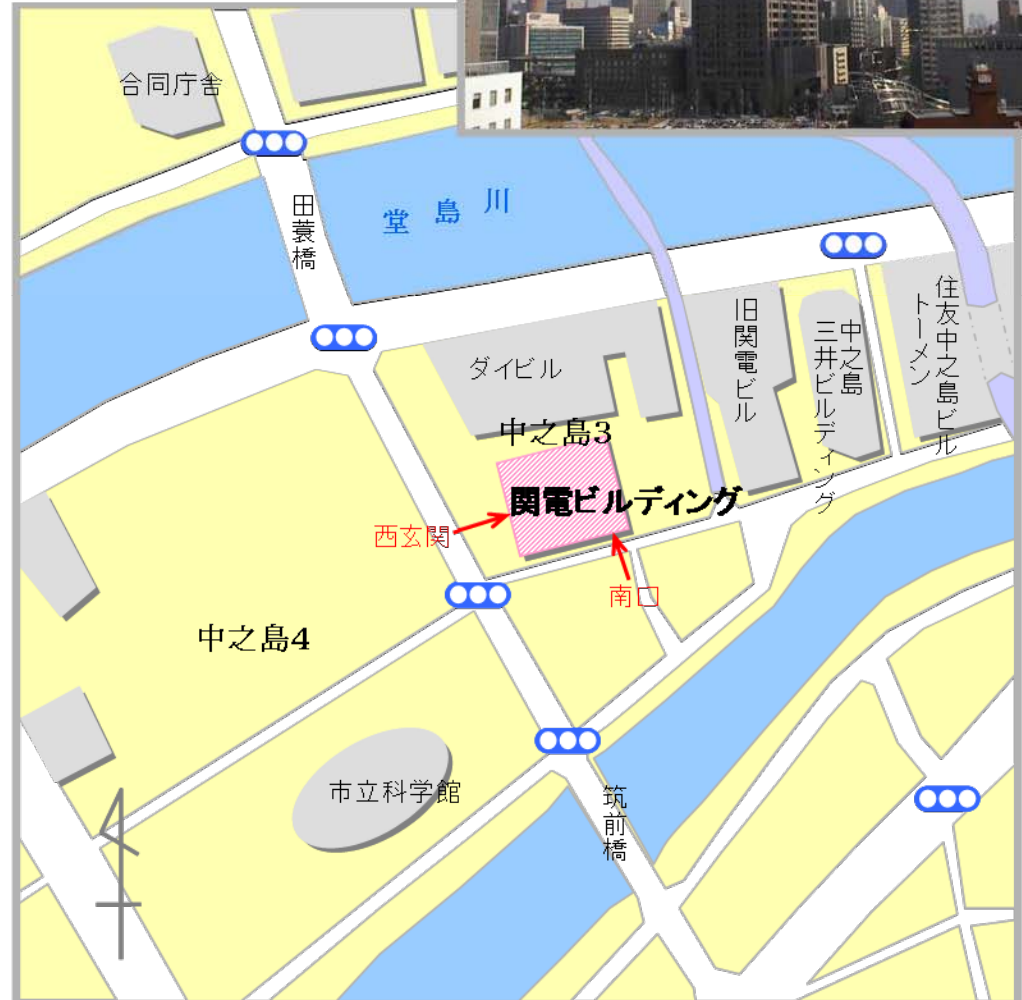 合同庁舎
田蓑橋
堂島川
住友中之島ビル
トーメン
旧関電ビル
中之島
三井ビルディング
ダイビル
中之島3
関電ビルディング
西玄関
南口
中之島4
市立科学館
筑前橋